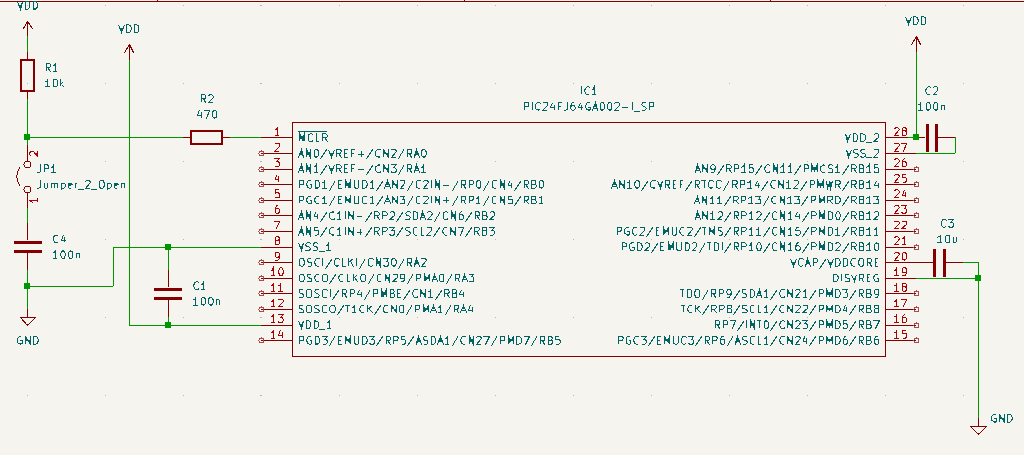 VDD
VDD
VDD
R1
10k
R2
470
IC1
PIC24FJ64GA002-I_SP
C2
100n
1 MCLR
2 AN0/VREF+/CN2/RA0
3 AN1/VREF-/CN3/RA1
4 PGD1/EMUD1/AN2/C2IN-/RP0/CN4/RB0
5 PGC1/EMUC1/AN3/C2IN+/RP1/CN5/RB1
6 AN4/C1IN-/RP2/SDA2/CN6/RB2
7 AN5/C1IN+/RP3/SCL2/CN7/RB3
8 VSS_1
9 OSCI/CLKI/CN30/RA2
10 OSCO/CLKO/CN29/PMA0/RA3
11 SOSCI/RP4/PMBE/CN1/RB4
12 SOSCO/T1CK/CN0/PMA1/RA4
13 VDD_1
14 PGD3/EMUD3/RP5/ASDA1/CN27/PMD7/RB5
VDD_2 28
VSS_2 27
AN9/RP15/CN11/PMCS1/RB15 26
AN10/CVREF/RTCC/RP14/CN12/PMWR/RB14 25
AN11/RP13/CN13/PMRD/RB13 24
AN12/RP12/CN14/PMD0/RB12 23
PGC2/EMUC2/TMS/RP11/CN15/PMD1/RB11 22
PGD2/EMUD2/TDI/RP10/CN16/PMD2/RB10 21
VCAP/VDDCORE 20
DISVREG 19
TDO/RP9/SDA1/CN21/PMD3/RB9 18
TCK/RP8/SCL1/CN22/PMD4/RB8 17
RP7/INT0/CN23/PMD5/RB7 16
PGC3/EMUC3/RP6/ASCL1/CN24/PMD6/RB6 15
2
JP1
Jumper_2_Open
1
C4
100n
C1
100n
C3
10u
GND
GND